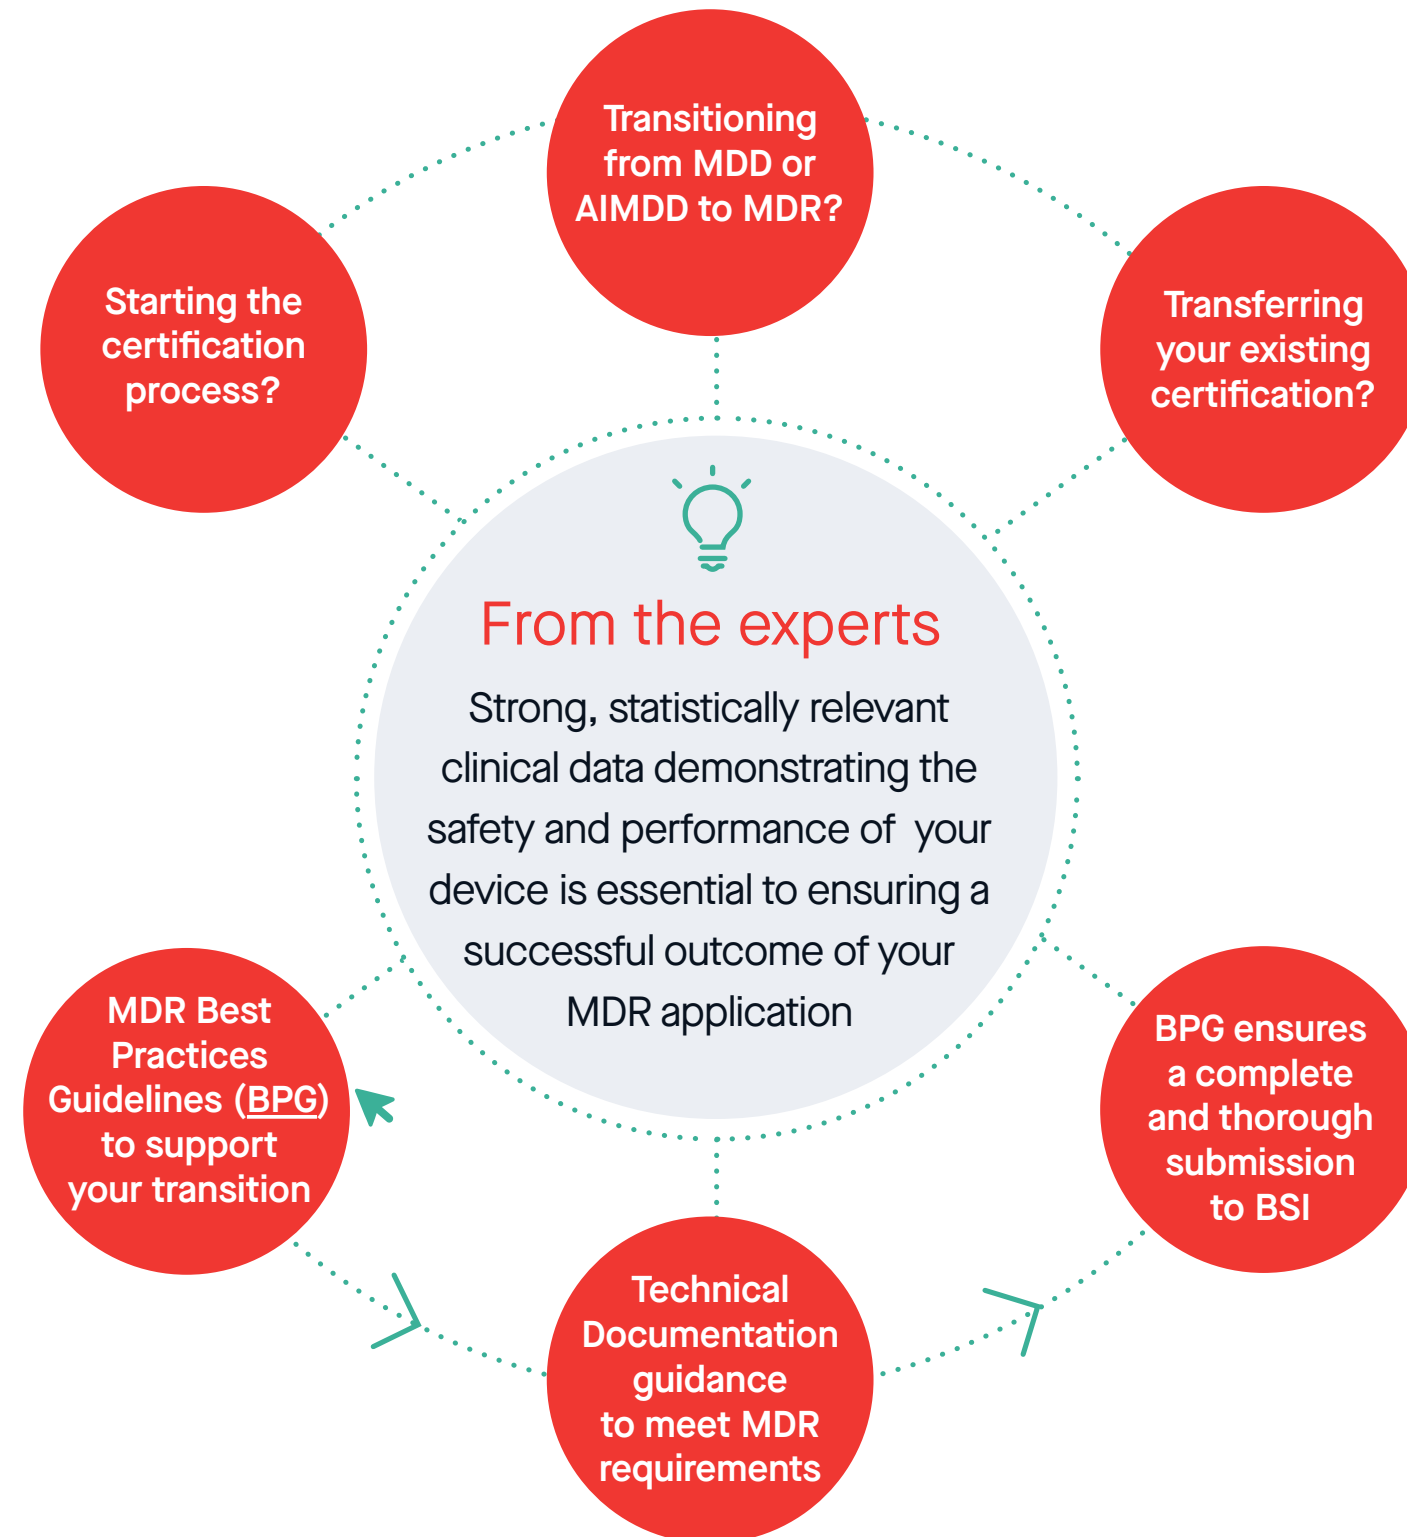 Transitioning
from MDD or
AIMDD to MDR?
Starting the
certification
process?
Transferring
your existing
certification?
From the experts
Strong, statistically relevant
clinical data demonstrating the
safety and performance of your
device is essential to ensuring a
successful outcome of your
MDR application
MDR Best
Practices
Guidelines (BPG)
to support
your transition
Technical
Documentation
guidance
to meet MDR
requirements
BPG ensures
a complete
and thorough
submission
to BSI